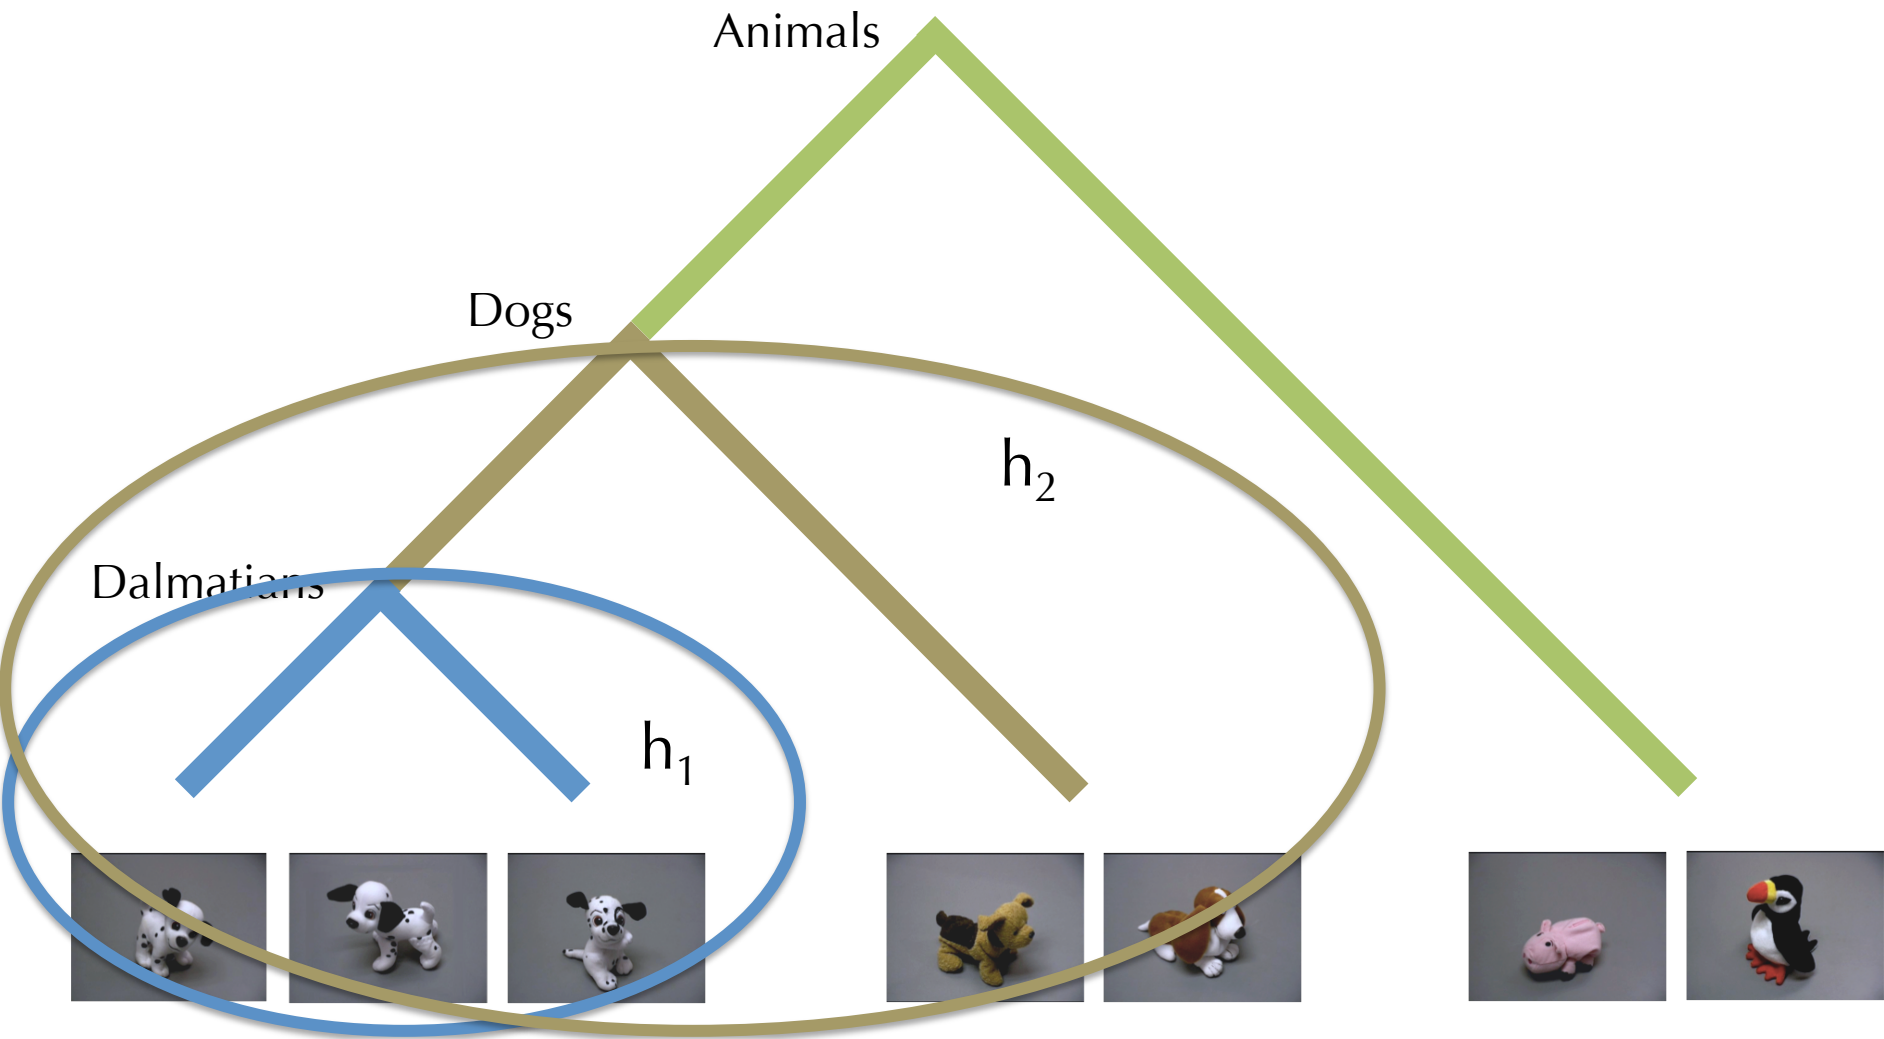 Animals
Dogs
h₂
Dalmatians
h₁